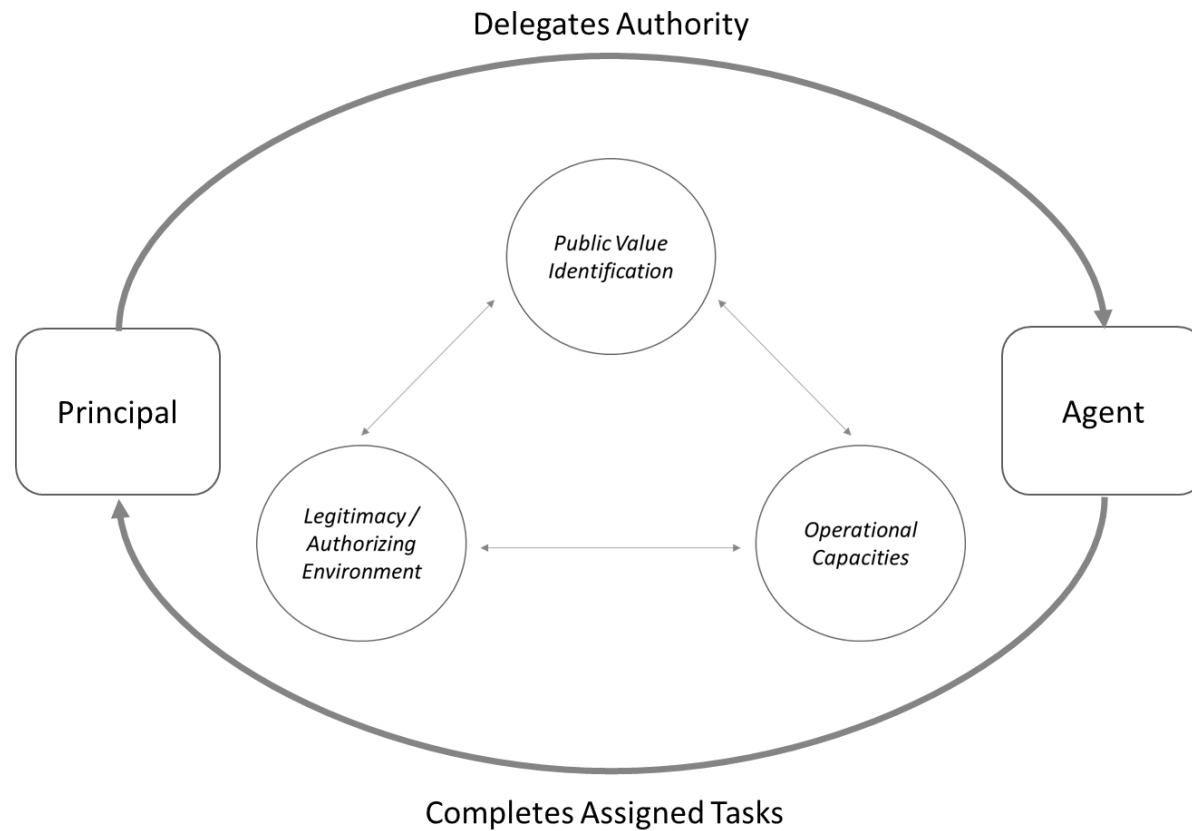 Delegates Authority
Public Value
Identification
Principal
Agent
Legitimacy /
Authorizing
Environment
Operational
Capacities
Completes Assigned Tasks